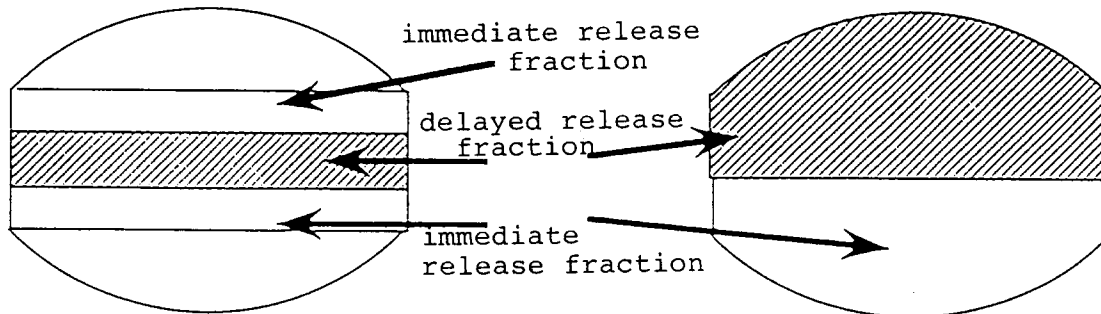 immediate release
fraction
delayed release
fraction
immediate
release fraction